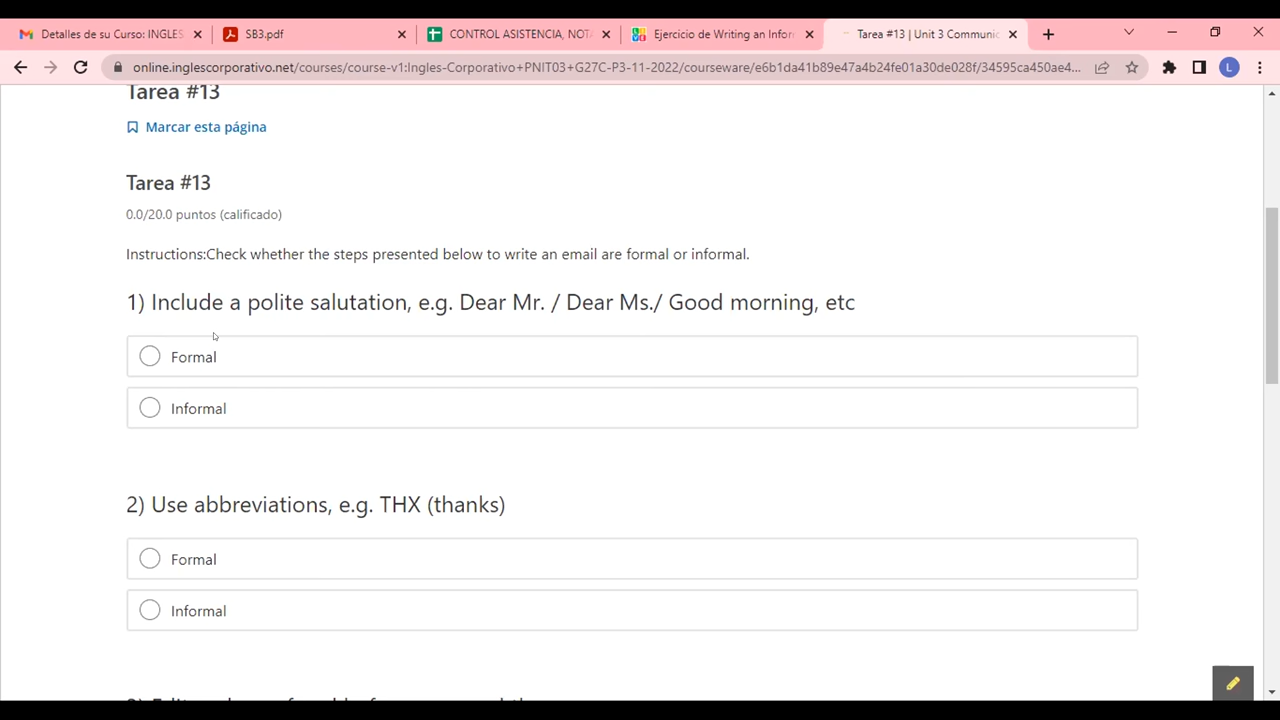 Detalles de su Curso: INGLES
SB3.pdf
CONTROL ASISTENCIA, NOTA
Ejercicio de Writing an Infor
Tarea #13 | Unit 3 Communic
online.inglescorporativo.net/courses/course-v1:Ingles-Corporativo+PNIT03+G27C-P3-11-2022/courseware/e6b1da41b89e47a4b24fe01a30de028f/34595ca450ae4...
L
Tarea #13
Marcar esta página
Tarea #13
0.0/20.0 puntos (calificado)
Instructions:Check whether the steps presented below to write an email are formal or informal.
1) Include a polite salutation, e.g. Dear Mr. / Dear Ms./ Good morning, etc
Formal
Informal
2) Use abbreviations, e.g. THX (thanks)
Formal
Informal